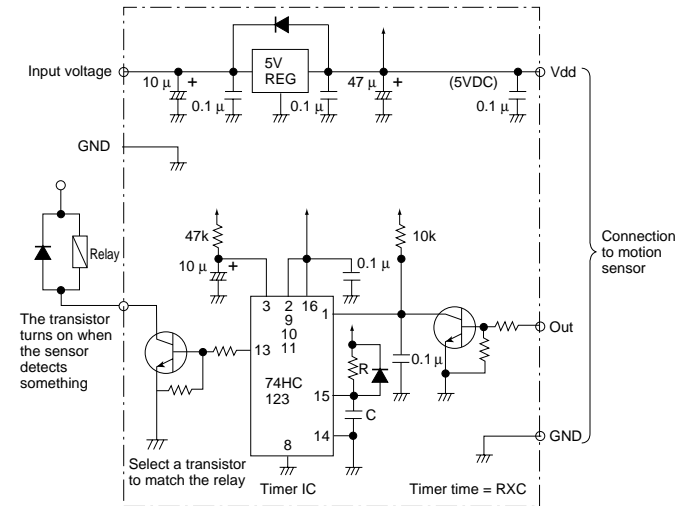 5V
REG
Input voltage
10 µ +
0.1 µ
0.1 µ
47 µ +
(5VDC)
0.1 µ
Vdd
GND
47k
10 µ +
0.1 µ
10k
Relay
Connection
to motion
sensor
3 2 16
9
10
11
1
13
The transistor
turns on when
the sensor
detects
something
Out
0.1 µ
R
74HC
123
15
C
14
8
GND
Select a transistor
to match the relay
Timer IC
Timer time = RXC